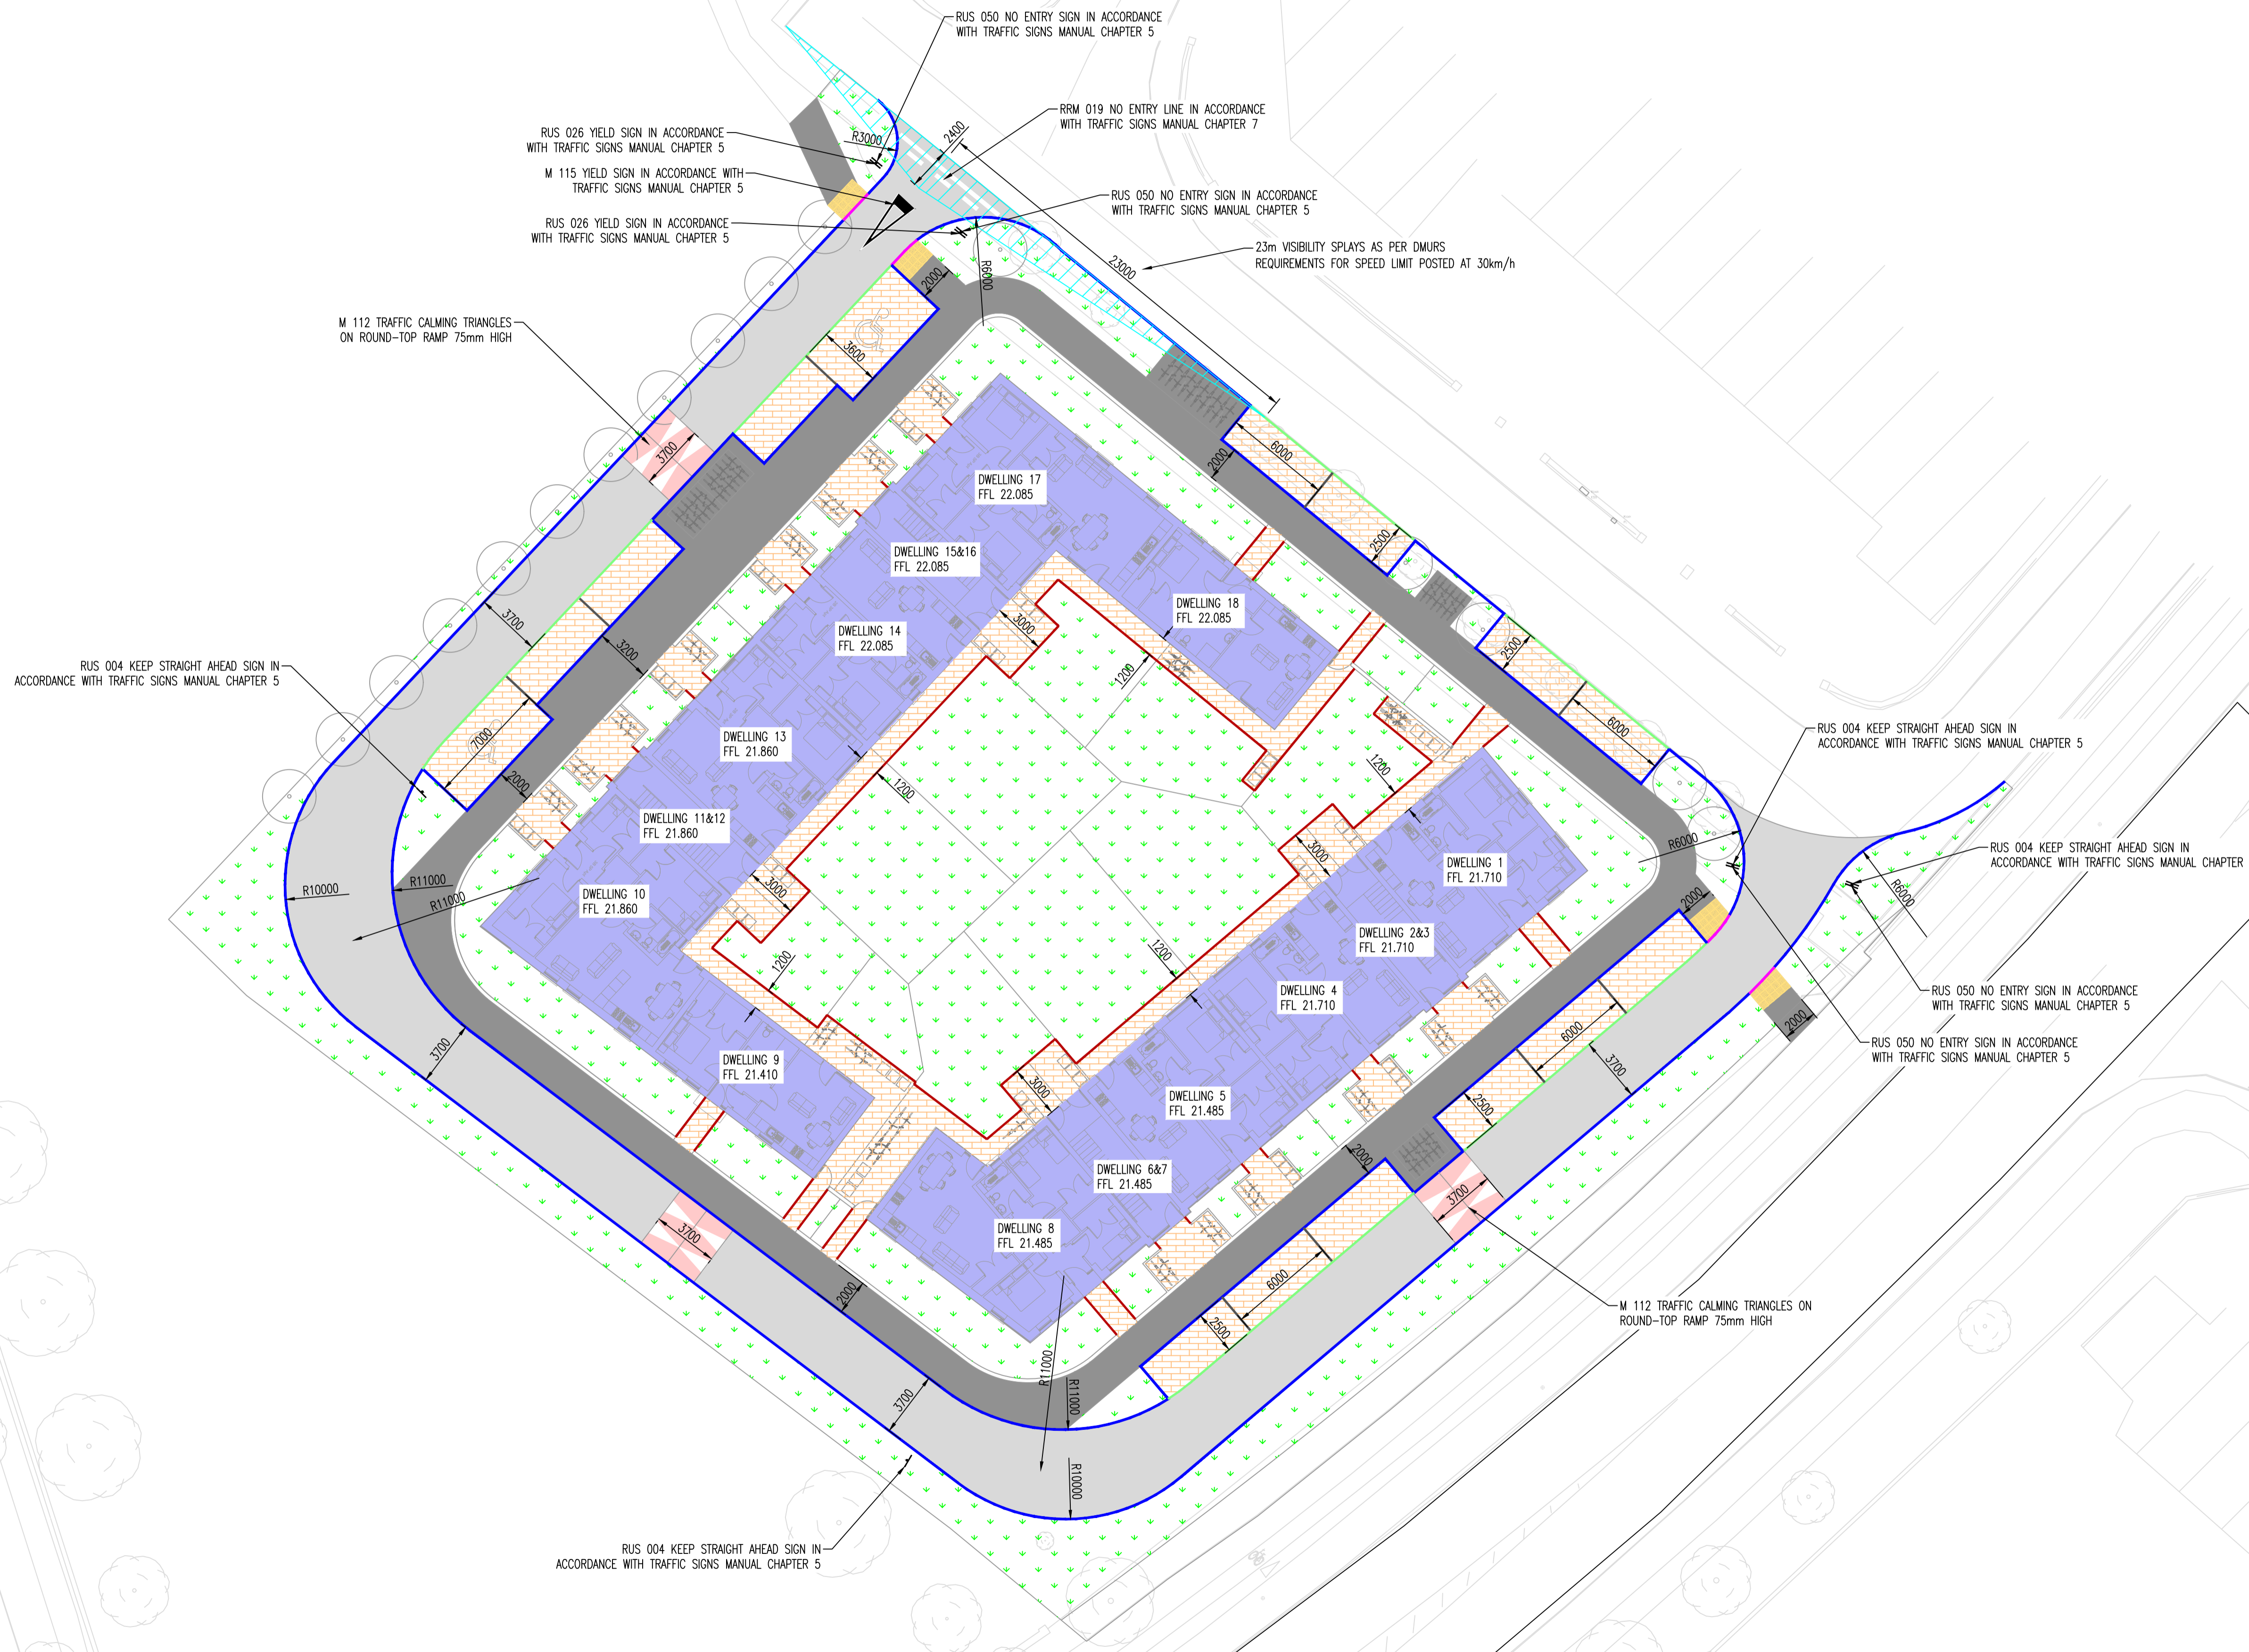 RUS 050 NO ENTRY SIGN IN ACCORDANCE
WITH TRAFFIC SIGNS MANUAL CHAPTER 5
RRM 019 NO ENTRY LINE IN ACCORDANCE
WITH TRAFFIC SIGNS MANUAL CHAPTER 7
RUS 026 YIELD SIGN IN ACCORDANCE
WITH TRAFFIC SIGNS MANUAL CHAPTER 5
R3000
2400
M 115 YIELD SIGN IN ACCORDANCE WITH
TRAFFIC SIGNS MANUAL CHAPTER 5
RUS 050 NO ENTRY SIGN IN ACCORDANCE
WITH TRAFFIC SIGNS MANUAL CHAPTER 5
RUS 026 YIELD SIGN IN ACCORDANCE
WITH TRAFFIC SIGNS MANUAL CHAPTER 5
23m VISIBILITY SPLAYS AS PER DMURS
REQUIREMENTS FOR SPEED LIMIT POSTED AT 30km/h
23000
R6000
2000
M 112 TRAFFIC CALMING TRIANGLES
ON ROUND-TOP RAMP 75mm HIGH
3600
3700
6000
2000
2500
DWELLING 17
FFL 22.085
DWELLING 15&16
FFL 22.085
DWELLING 18
FFL 22.085
DWELLING 14
FFL 22.085
3000
1200
2500
3700
3200
RUS 004 KEEP STRAIGHT AHEAD SIGN IN
ACCORDANCE WITH TRAFFIC SIGNS MANUAL CHAPTER 5
7000
2000
DWELLING 13
FFL 21.860
1200
1200
6000
RUS 004 KEEP STRAIGHT AHEAD SIGN IN
ACCORDANCE WITH TRAFFIC SIGNS MANUAL CHAPTER 5
DWELLING 11&12
FFL 21.860
R6000
RUS 004 KEEP STRAIGHT AHEAD SIGN IN
ACCORDANCE WITH TRAFFIC SIGNS MANUAL CHAPTER
3000
DWELLING 1
FFL 21.710
R10000
R11000
R11000
DWELLING 10
FFL 21.860
3000
2000
R6000
DWELLING 2&3
FFL 21.710
1200
1200
DWELLING 4
FFL 21.710
RUS 050 NO ENTRY SIGN IN ACCORDANCE
WITH TRAFFIC SIGNS MANUAL CHAPTER 5
2000
RUS 050 NO ENTRY SIGN IN ACCORDANCE
WITH TRAFFIC SIGNS MANUAL CHAPTER 5
6000
3700
3700
DWELLING 9
FFL 21.410
3000
DWELLING 5
FFL 21.485
2500
2000
DWELLING 6&7
FFL 21.485
3700
3700
DWELLING 8
FFL 21.485
6000
2000
2500
M 112 TRAFFIC CALMING TRIANGLES ON
ROUND-TOP RAMP 75mm HIGH
R11000
R11000
3700
R10000
RUS 004 KEEP STRAIGHT AHEAD SIGN IN
ACCORDANCE WITH TRAFFIC SIGNS MANUAL CHAPTER 5